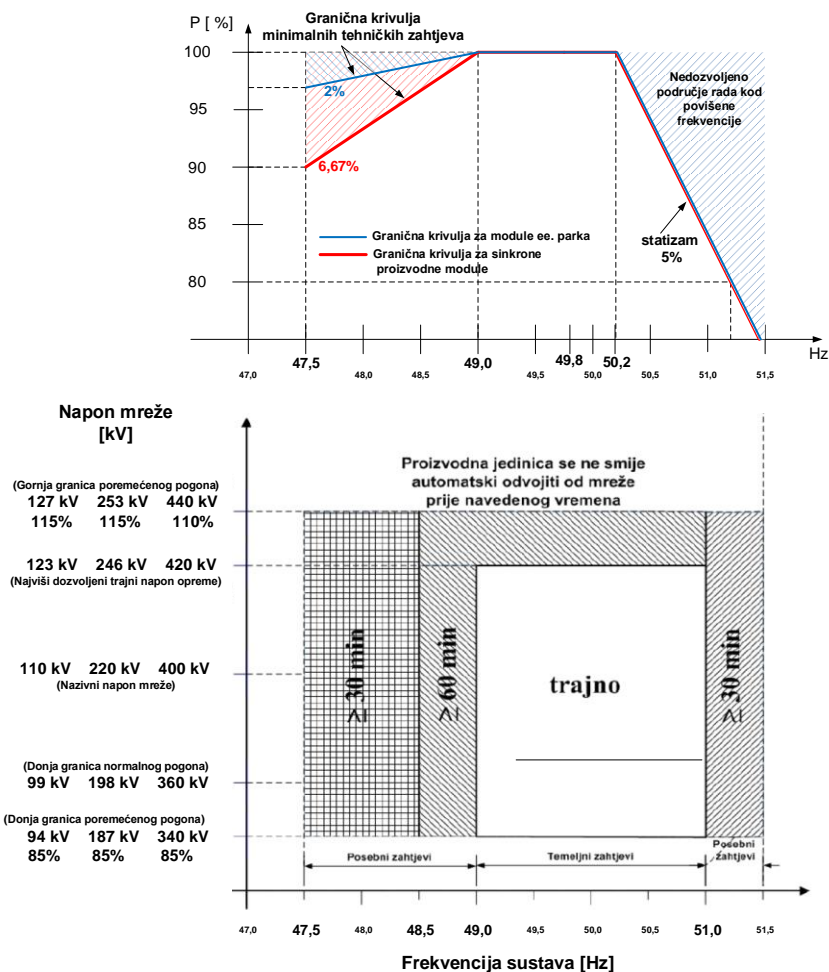 P [ %]
Granična krivulja
minimalnih tehničkih zahtjeva
100
95
90
85
80
2%
6,67%
Nedozvoljeno
područje rada kod
povišene
frekvencije
statizam
5%
Granična krivulja za module ee. parka
Granična krivulja za sinkrone
proizvodne module
Hz
47,0 47,5 48,0 48,5 49,0 49,5 49,8 50,0 50,2 50,5 51,0 51,5
Napon mreže
[kV]
(Gornja granica poremećenog pogona)
127 kV 253 kV 440 kV
115% 115% 110%
123 kV 246 kV 420 kV
(Najviši dozvoljeni trajni napon opreme)
110 kV 220 kV 400 kV
(Nazivni napon mreže)
(Donja granica normalnog pogona)
99 kV 198 kV 360 kV
(Donja granica poremećenog pogona)
94 kV 187 kV 340 kV
85% 85% 85%
Proizvodna jedinica se ne smije
automatski odvojiti od mreže
prije navedenog vremena
≥ 30 min
≥ 60 min
trajno
≥ 30 min
Posebni zahtjevi
Temeljni zahtjevi
Posebni
zahtjevi
47,0 47,5 48,0 48,5 49,0 49,5 50,0 50,5 51,0 51,5
Frekvencija sustava [Hz]